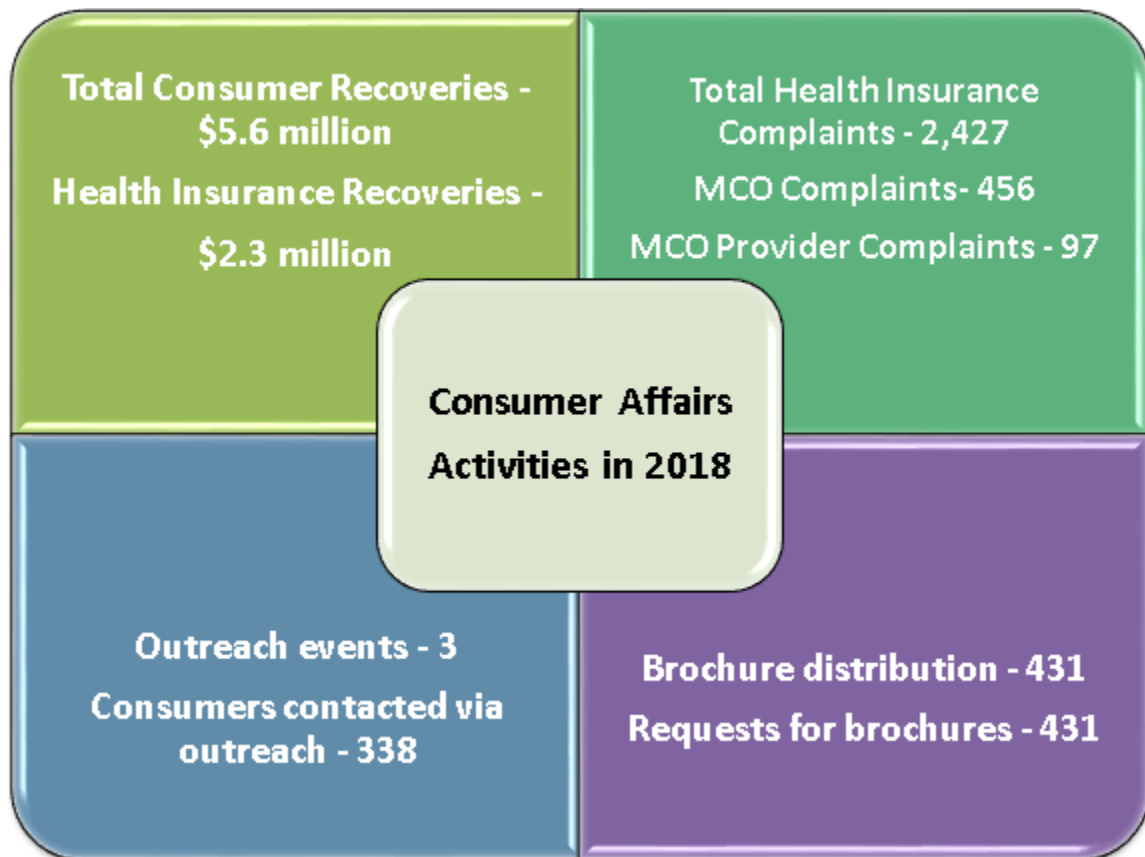 Total Consumer Recoveries -
$5.6 million
Health Insurance Recoveries -
$2.3 million
Total Health Insurance
Complaints - 2,427
MCO Complaints- 456
MCO Provider Complaints - 97
Consumer Affairs
Activities in 2018
Outreach events - 3
Consumers contacted via
outreach - 338
Brochure distribution - 431
Requests for brochures - 431